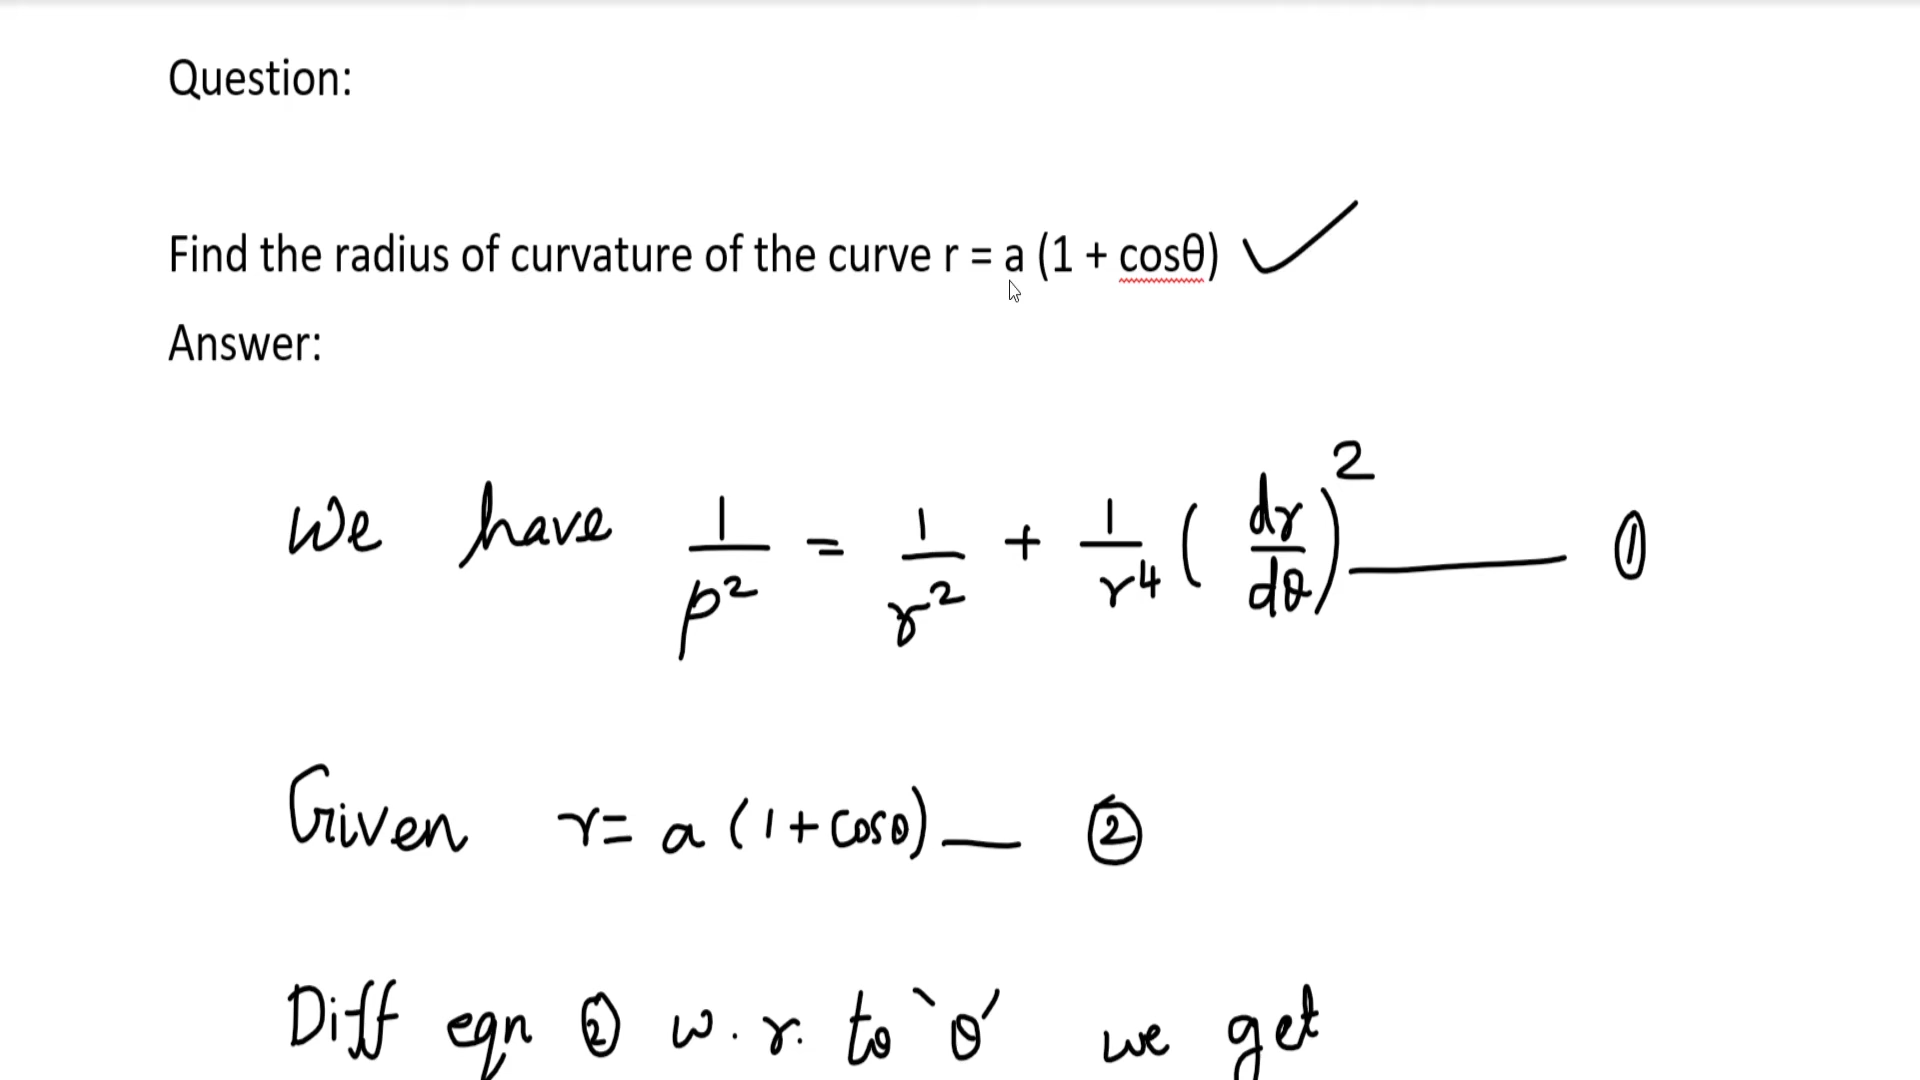 Question:
Find the radius of curvature of the curve r = a (1 + cosθ)
Answer:
We have 1/p² = 1/r² + 1/r⁴ (dr/dθ)² —— ①
Given r = a (1 + cosθ) — ②
Diff eqn ② w.r. to `θ' we get